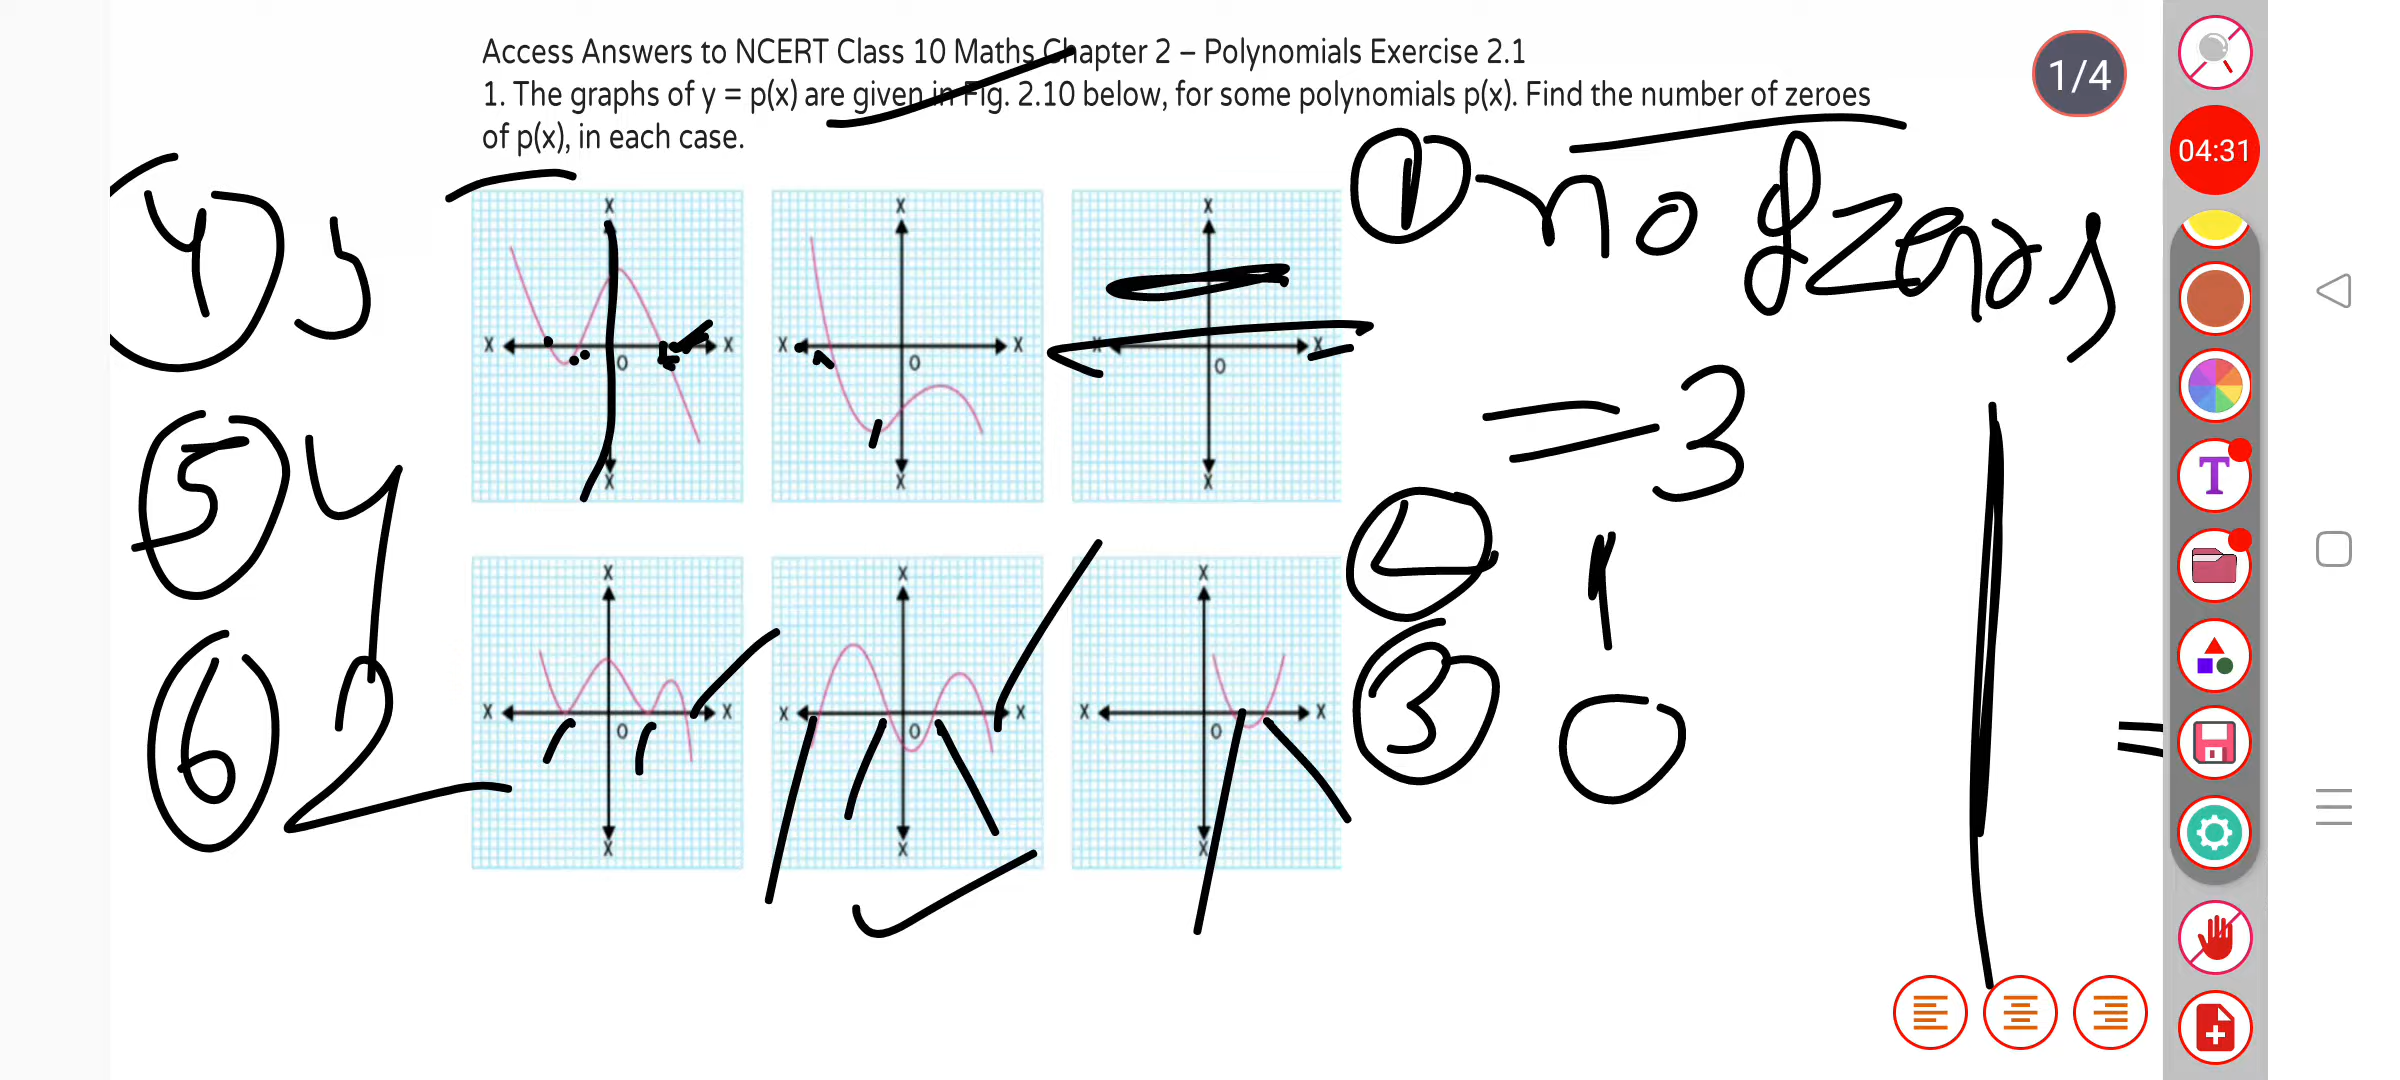 Access Answers to NCERT Class 10 Maths Chapter 2 – Polynomials Exercise 2.1
1. The graphs of y = p(x) are given in Fig. 2.10 below, for some polynomials p(x). Find the number of zeroes
of p(x), in each case.
1/4
04:31
① no of zeros
= 3
② 1
③ 0
④ 3
⑤ 4
⑥ 2
X X X
X O X X O X X O X
X X X
X X X
X O X X O X X O X
X X X
=
T